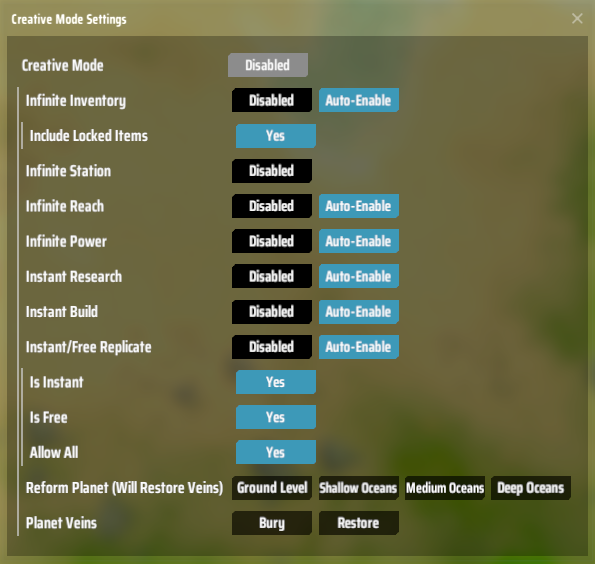 Creative Mode Settings
Creative Mode Disabled
Infinite Inventory Disabled Auto-Enable
Include Locked Items Yes
Infinite Station Disabled
Infinite Reach Disabled Auto-Enable
Infinite Power Disabled Auto-Enable
Instant Research Disabled Auto-Enable
Instant Build Disabled Auto-Enable
Instant/Free Replicate Disabled Auto-Enable
Is Instant Yes
Is Free Yes
Allow All Yes
Reform Planet (Will Restore Veins) Ground Level Shallow Oceans Medium Oceans Deep Oceans
Planet Veins Bury Restore